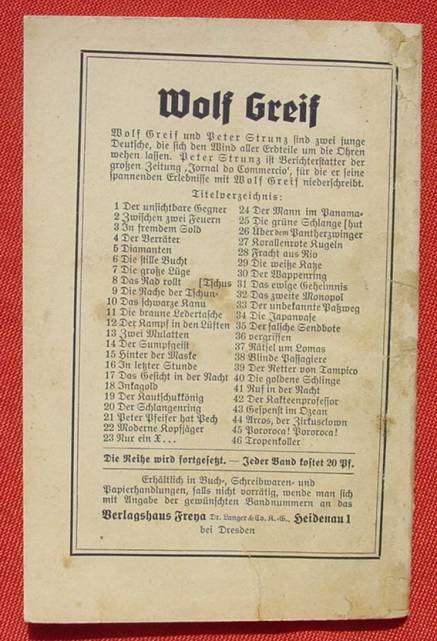 Wolf Greif
Wolf Greif und Peter Strunz sind zwei junge
Deutsche, die sich den Wind aller Erdteile um die Ohren
wehen lassen. Peter Strunz ist Berichterstatter der
großen Zeitung ‚Jornal do Commercio‘, für die er seine
spannenden Erlebnisse mit Wolf Greif niederschreibt.
Titelverzeichnis:
1 Der unsichtbare Gegner
2 Zwischen zwei Feuern
3 In fremdem Sold
4 Der Verräter
5 Diamanten
6 Die stille Bucht
7 Die große Lüge
8 Das Rad rollt [Tschus
9 Die Rache der Tschun-
10 Das schwarze Kanu
11 Die braune Ledertasche
12 Der Kampf in den Lüften
13 Zwei Mulatten
14 Der Sumpfgeist
15 Hinter der Maske
16 In letzter Stunde
17 Das Gesicht in der Nacht
18 Inkagold
19 Der Kautschukkönig
20 Der Schlangenring
21 Peter Pfeifer hat Pech
22 Moderne Kopfjäger
23 Nur ein X...
24 Der Mann im Panama-
25 Die grüne Schlange [hut
26 Über dem Pantherzwinger
27 Korallenrote Kugeln
28 Fracht aus Rio
29 Die weiße Katze
30 Der Wappenring
31 Das ewige Geheimnis
32 Das zweite Monopol
33 Der unbekannte Paßweg
34 Die Japanvase
35 Der falsche Sendbote
36 vergriffen
37 Rätsel um Lomas
38 Blinde Passagiere
39 Der Retter von Tampico
40 Die goldene Schlinge
41 Ruf in der Nacht
42 Der Kakteenprofessor
43 Gespenst im Ozean
44 Arcos, der Zirkuselown
45 Pororoca! Pororoca!
46 Tropenkoller
Die Reihe wird fortgesetzt. — Jeder Band kostet 20 Pf.
Erhältlich in Buch-, Schreibwaren- und
Papierhandlungen, falls nicht vorrätig, wende man sich
mit Angabe der gewünschten Bandnummern an das
Verlagshaus Freya Dr. Langer & Co. K.-G., Heidenau 1
bei Dresden